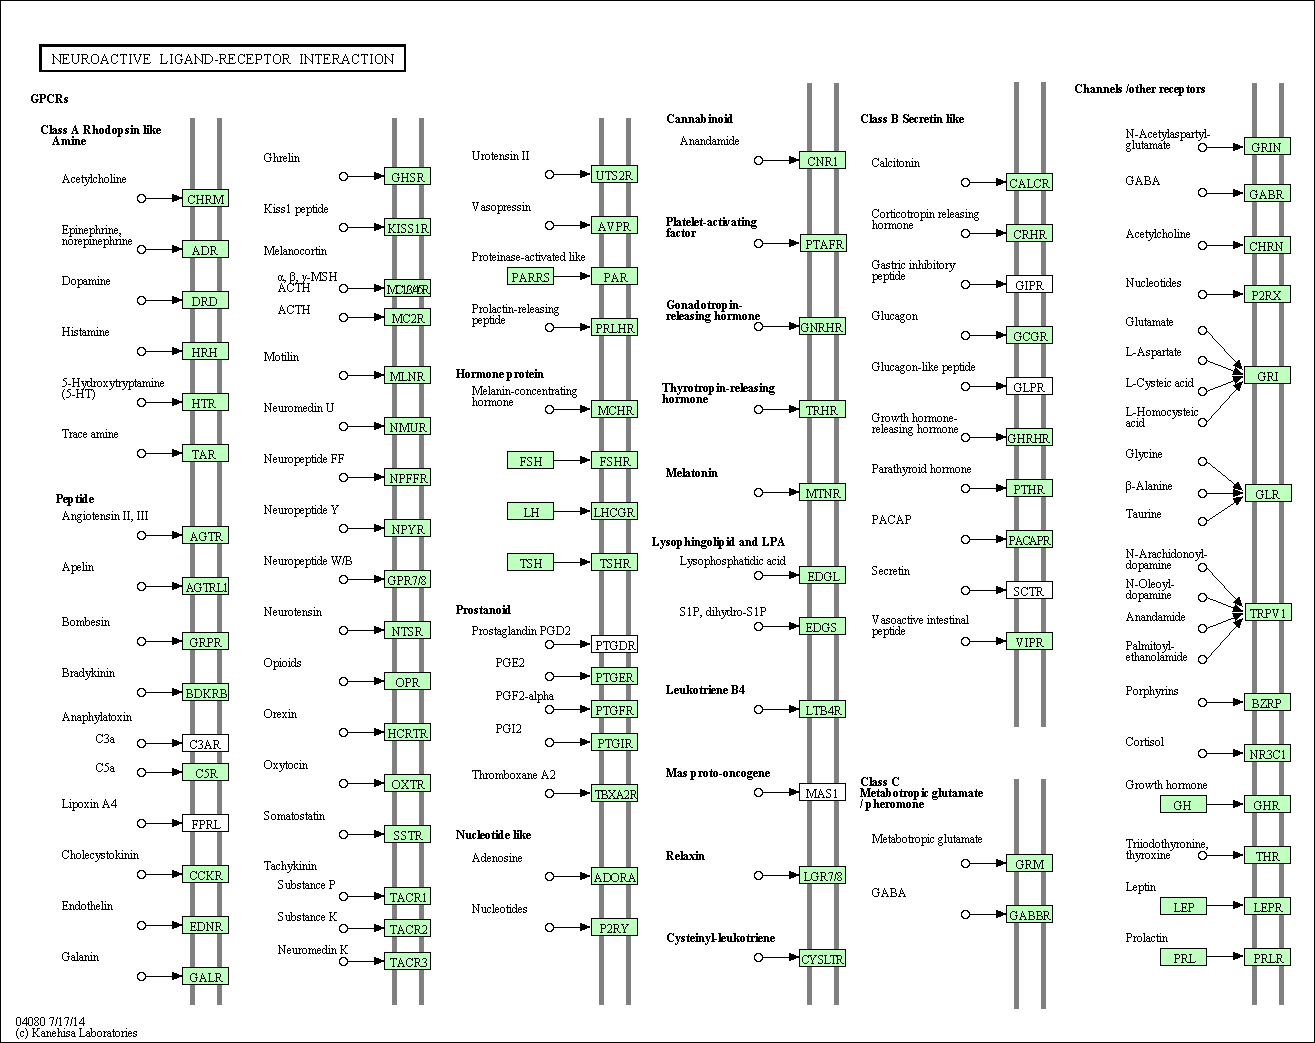 NEUROACTIVE LIGAND-RECEPTOR INTERACTION
GPCRs
Class A Rhodopsin like
Amine
Acetylcholine
CHRM
Epinephrine,
norepinephrine
ADR
Dopamine
DRD
Histamine
HRH
5-Hydroxytryptamine
(5-HT)
HTR
Trace amine
TAR
Peptide
Angiotensin II, III
AGTR
Apelin
AGTRL1
Bombesin
GRPR
Bradykinin
BDKRB
Anaphylatoxin
C3a
C3AR
C5a
C5R
Lipoxin A4
FPRL
Cholecystokinin
CCKR
Endothelin
EDNR
Galanin
GALR
Ghrelin
GHSR
Kiss1 peptide
KISS1R
Melanocortin
α, β, γ-MSH
ACTH
ACTH
MC2R
Motilin
MLNR
Neuromedin U
NMUR
Neuropeptide FF
NPFFR
Neuropeptide Y
NPYR
Neuropeptide W/B
GPR7/8
Neurotensin
NTSR
Opioids
OPR
Orexin
HCRTR
Oxytocin
OXTR
Somatostatin
SSTR
Tachykinin
Substance P
TACR1
Substance K
TACR2
Neuromedin K
TACR3
Urotensin II
UTS2R
Vasopressin
AVPR
Proteinase-activated like
PARRS PAR
Prolactin-releasing
peptide
PRLHR
Hormone protein
Melanin-concentrating
hormone
MCHR
FSH FSHR
LH LHCGR
TSH TSHR
Prostanoid
Prostaglandin PGD2
PTGDR
PGE2
PTGER
PGF2-alpha
PTGFR
PGI2
PTGIR
Thromboxane A2
TBXA2R
Nucleotide like
Adenosine
ADORA
Nucleotides
P2RY
Cannabinoid
Anandamide
CNR1
Platelet-activating
factor
PTAFR
Gonadotropin-
releasing hormone
GNRHR
Thyrotropin-releasing
hormone
TRHR
Melatonin
MTNR
Lysophingolipid and LPA
Lysophosphatidic acid
EDGL
S1P, dihydro-S1P
EDGS
Leukotriene B4
LTB4R
Mas proto-oncogene
MAS1
Relaxin
LGR7/8
Cysteinyl-leukotriene
CYSLTR
Class B Secretin like
Calcitonin
CALCR
Corticotropin releasing
hormone
CRHR
Gastric inhibitory
peptide
GIPR
Glucagon
GCGR
Glucagon-like peptide
GLPR
Growth hormone-
releasing hormone
GHRHR
Parathyroid hormone
PTHR
PACAP
PACAPR
Secretin
SCTR
Vasoactive intestinal
peptide
VIPR
Class C
Metabotropic glutamate
/ pheromone
Metabotropic glutamate
GRM
GABA
GABBR
Channels /other receptors
N-Acetylaspartyl-
glutamate
GRIN
GABA
GABR
Acetylcholine
CHRN
Nucleotides
P2RX
Glutamate
L-Aspartate
L-Cysteic acid
L-Homocysteic
acid
GRI
Glycine
β-Alanine
Taurine
GLR
N-Arachidonoyl-
dopamine
N-Oleoyl-
dopamine
Anandamide
Palmitoyl-
ethanolamide
TRPV1
Porphyrins
BZRP
Cortisol
NR3C1
Growth hormone
GH GHR
Triiodothyronine,
thyroxine
THR
Leptin
LEP LEPR
Prolactin
PRL PRLR
04080 7/17/14
(c) Kanehisa Laboratories